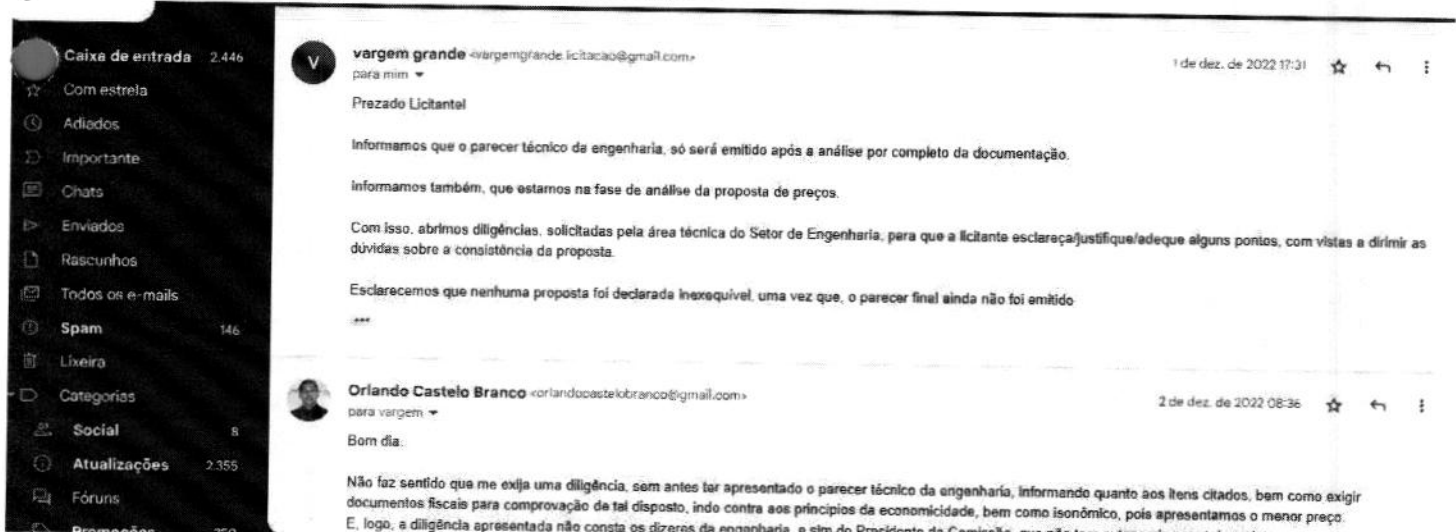 Caixa de entrada 2.446
Com estrela
Adiados
Importante
Chats
Enviados
Rascunhos
Todos os e-mails
Spam 146
Lixeira
Categorias
Social 8
Atualizações 2.355
Fóruns
Promoções
V
vargem grande <vargemgrande.licitacao@gmail.com>
1 de dez. de 2022 17:31
para mim
Prezado Licitante!
Informamos que o parecer técnico da engenharia, só será emitido após a análise por completo da documentação.
informamos também, que estamos na fase de análise da proposta de preços.
Com isso, abrimos diligências, solicitadas pela área técnica do Setor de Engenharia, para que a licitante esclareça/justifique/adeque alguns pontos, com vistas a dirimir as
dúvidas sobre a consistência da proposta.
Esclarecemos que nenhuma proposta foi declarada inexequível, uma vez que, o parecer final ainda não foi emitido
•••
Orlando Castelo Branco <orlandocastelobranco@gmail.com>
2 de dez. de 2022 08:36
para vargem
Bom dia.
Não faz sentido que me exija uma diligência, sem antes ter apresentado o parecer técnico da engenharia, informando quanto aos itens citados, bem como exigir
documentos fiscais para comprovação de tal disposto, indo contra aos princípios da economicidade, bem como isonômico, pois apresentamos o menor preço.
E, logo, a diligência apresentada não consta os dizeres da engenharia, e sim do Presidente da Comissão, que não